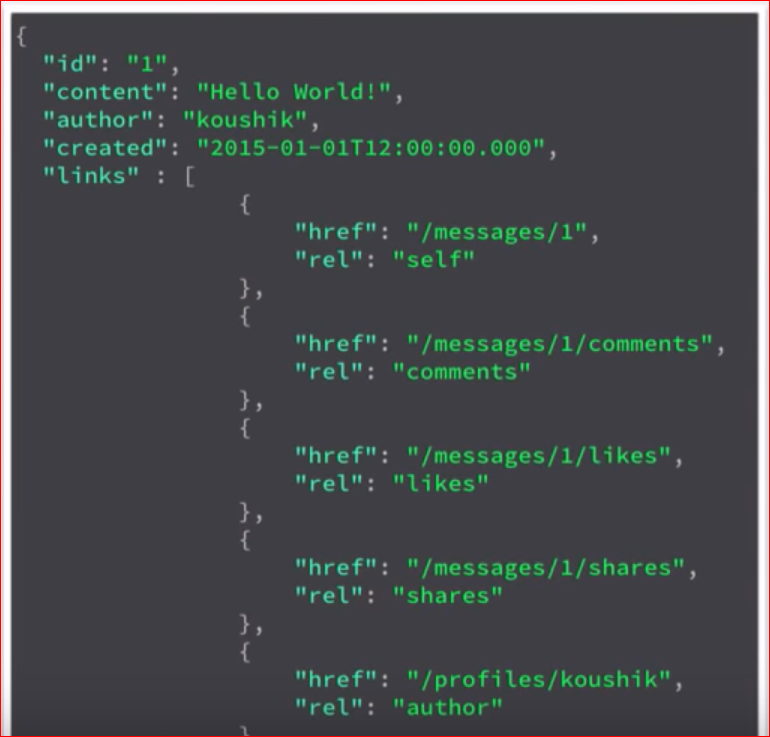 {
"id": "1",
"content": "Hello World!",
"author": "koushik",
"created": "2015-01-01T12:00:00.000",
"links" : [
{
"href": "/messages/1",
"rel": "self"
},
{
"href": "/messages/1/comments",
"rel": "comments"
},
{
"href": "/messages/1/likes",
"rel": "likes"
},
{
"href": "/messages/1/shares",
"rel": "shares"
},
{
"href": "/profiles/koushik",
"rel": "author"
}